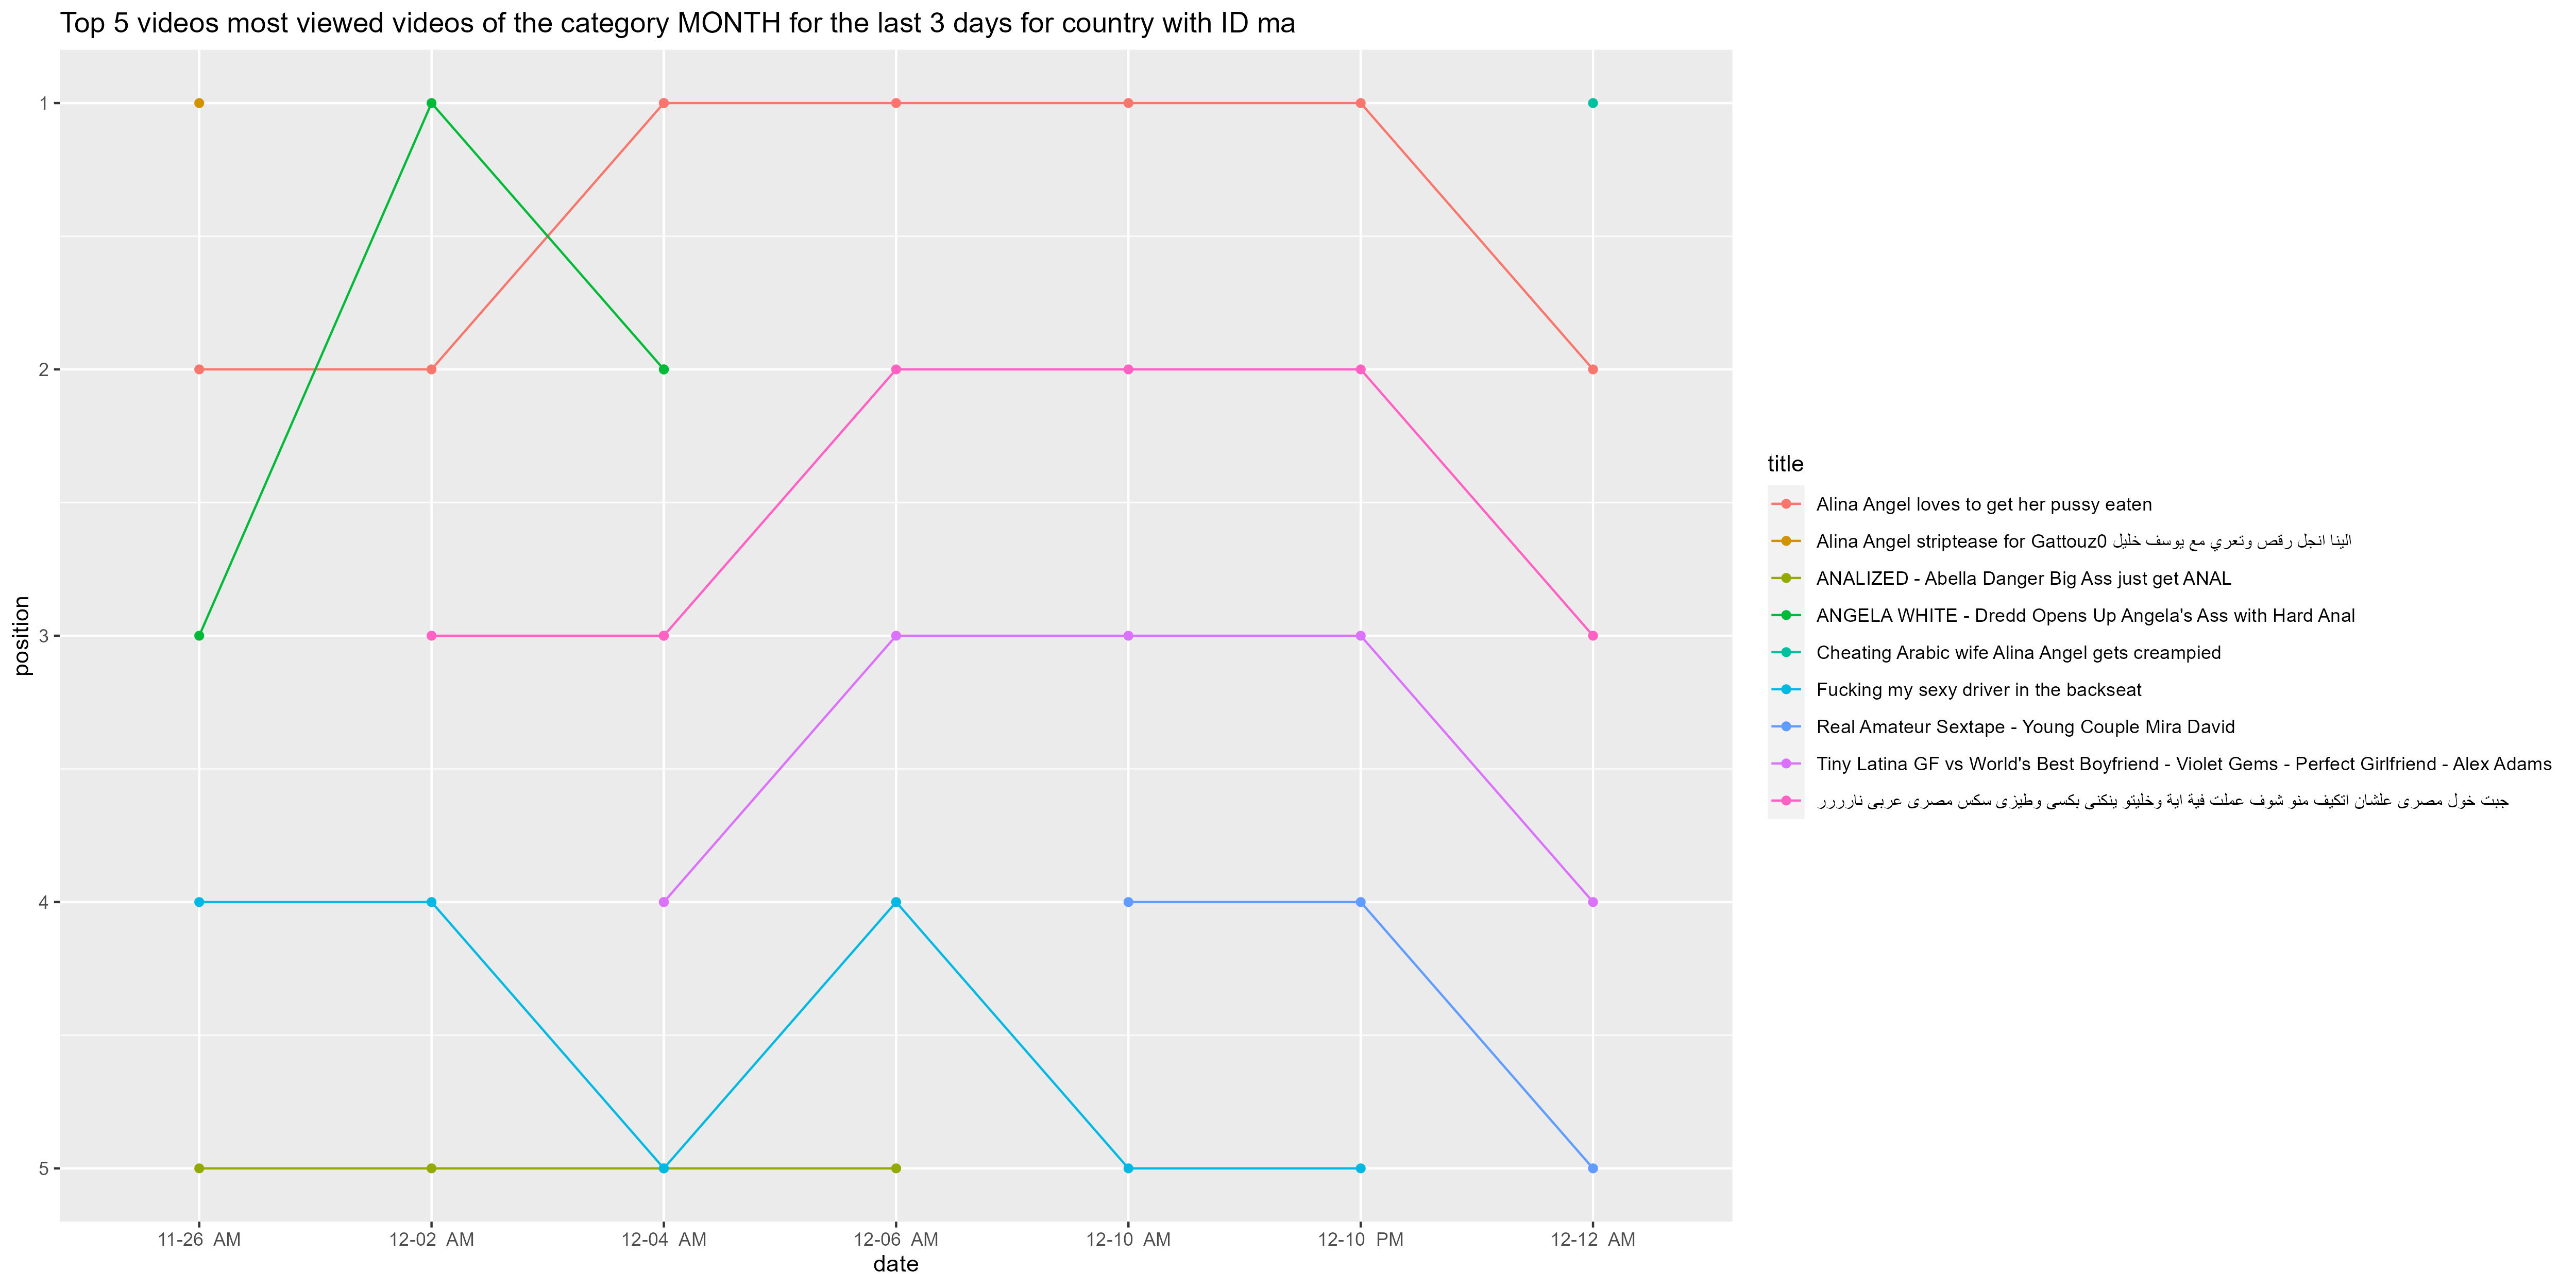 Top 5 videos most viewed videos of the category MONTH for the last 3 days for country with ID ma
1
2
3
4
5
position
11-26 AM
12-02 AM
12-04 AM
12-06 AM
12-10 AM
12-10 PM
12-12 AM
date
title
Alina Angel loves to get her pussy eaten
Alina Angel striptease for Gattouz0 الينا انجل رقص وتعري مع يوسف خليل
ANALIZED - Abella Danger Big Ass just get ANAL
ANGELA WHITE - Dredd Opens Up Angela's Ass with Hard Anal
Cheating Arabic wife Alina Angel gets creampied
Fucking my sexy driver in the backseat
Real Amateur Sextape - Young Couple Mira David
Tiny Latina GF vs World's Best Boyfriend - Violet Gems - Perfect Girlfriend - Alex Adams
جبت خول مصرى علشان اتكيف منو شوف عملت فية اية وخليتو ينكنى بكسى وطيزى سكس مصرى عربى نارررر